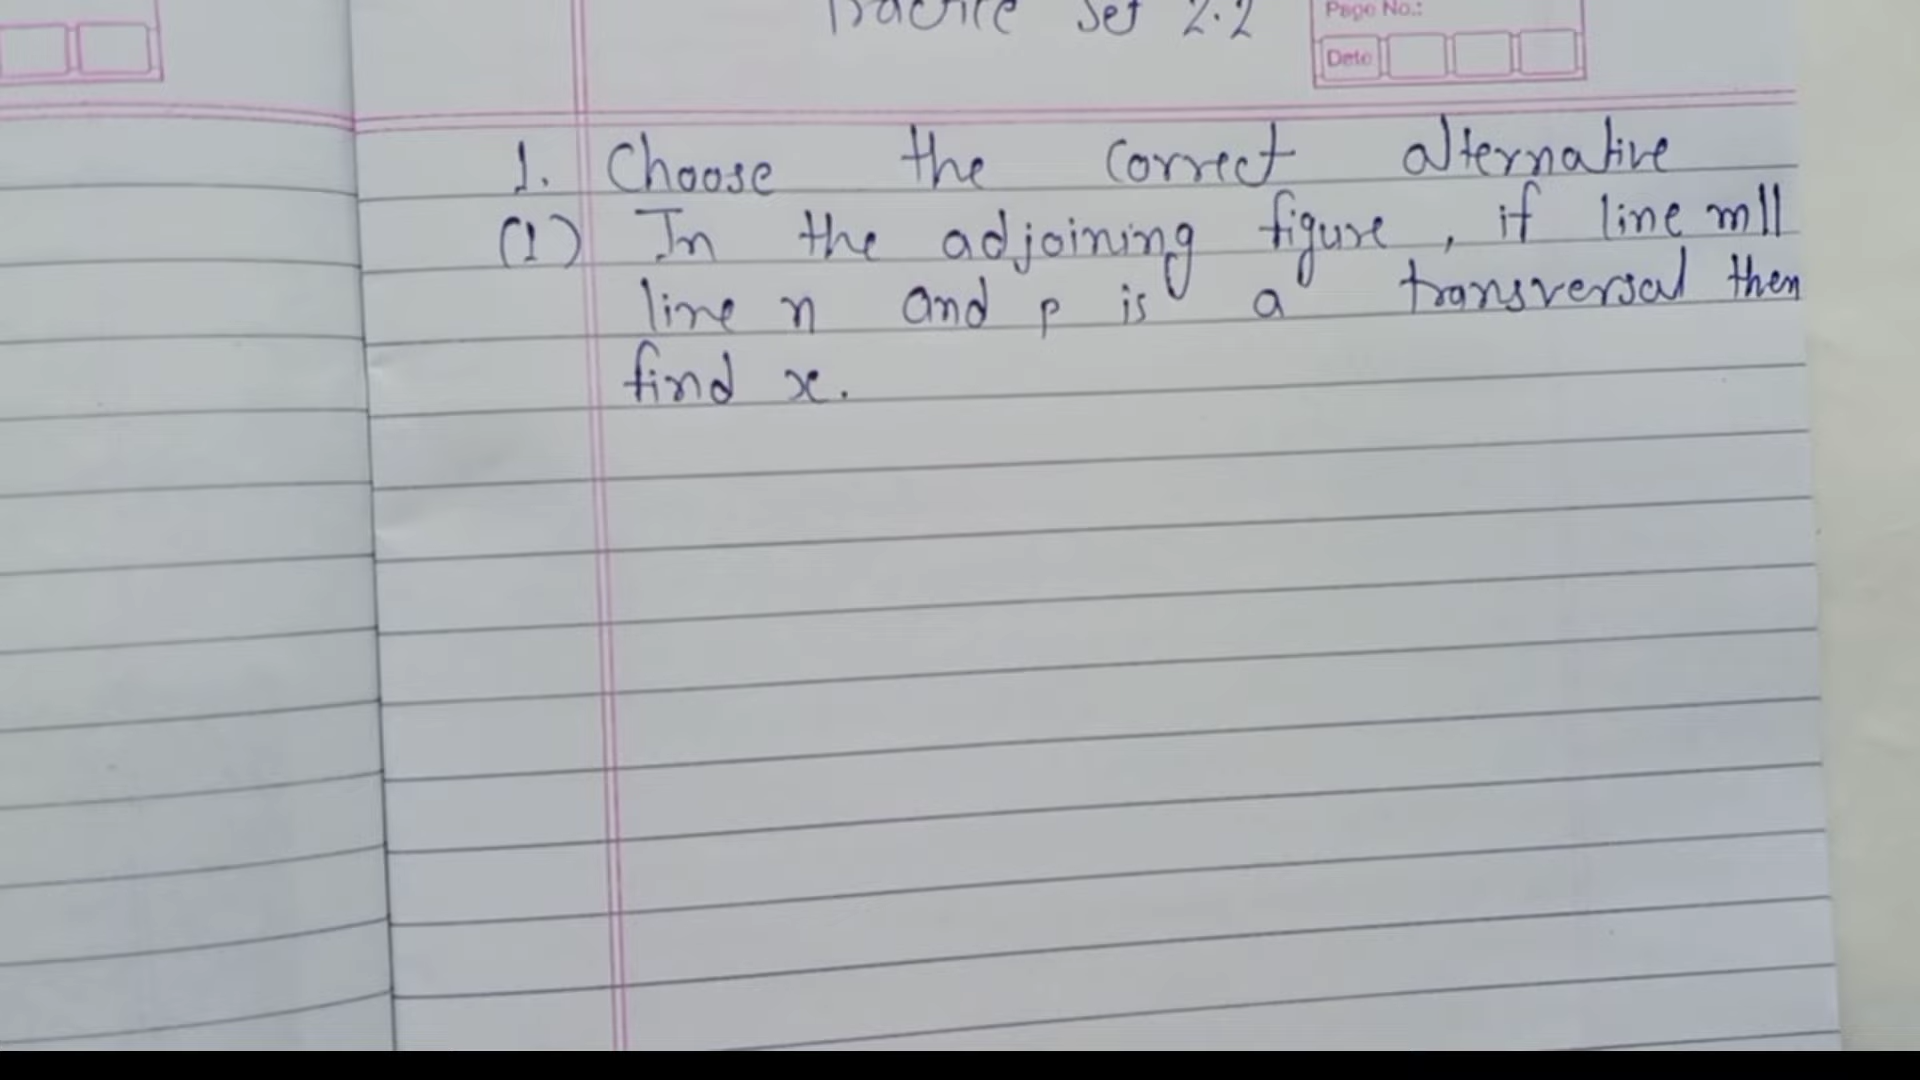 Practice Set 2.2
Page No.:
Date
1. Choose the correct alternative
(1) In the adjoining figure, if line m||
line n and p is a transversal then
find x.